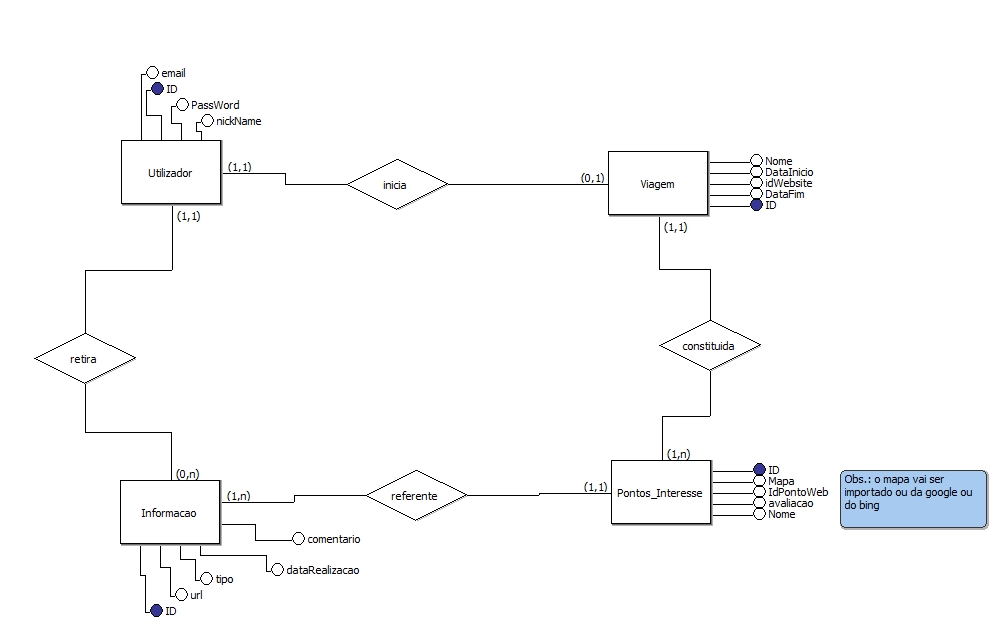 email
ID
PassWord
nickName
Utilizador
(1,1)
inicia
(0,1)
Viagem
Nome
DataInicio
idWebsite
DataFim
ID
(1,1)
(1,1)
retira
constituida
(0,n)
(1,n)
Informacao
(1,n)
referente
(1,1)
Pontos_Interesse
ID
Mapa
IdPontoWeb
avaliacao
Nome
Obs.: o mapa vai ser
importado ou da google ou
do bing
comentario
dataRealizacao
tipo
url
ID